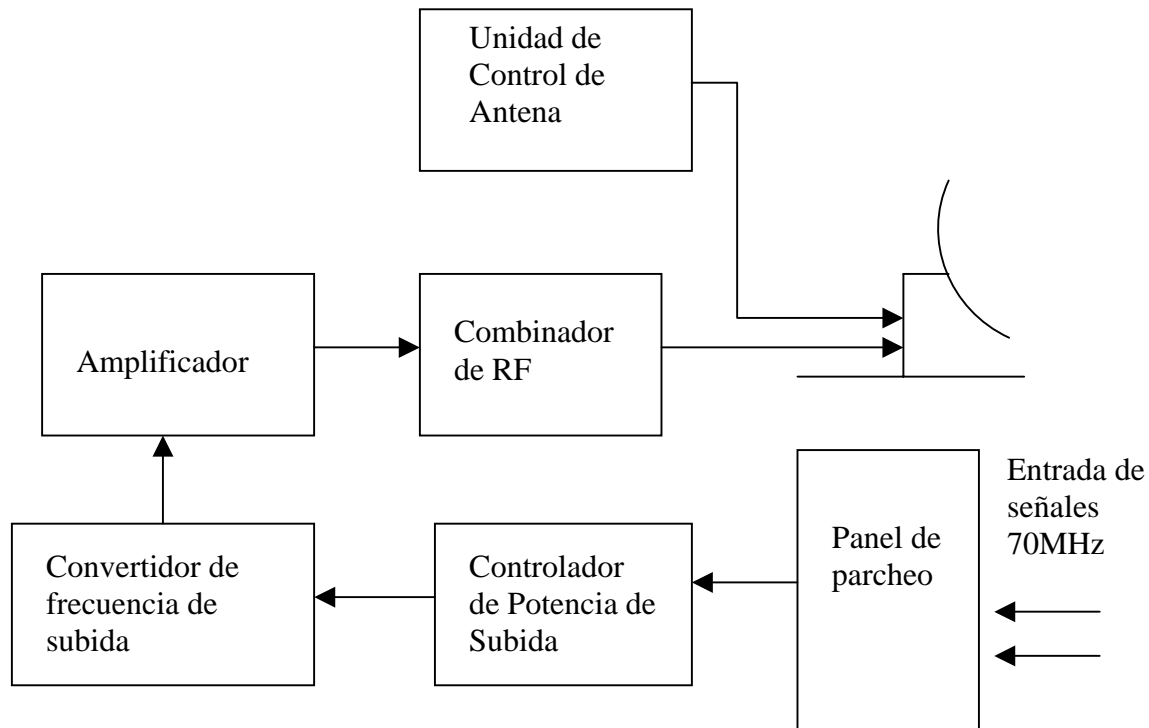 Unidad de
Control de
Antena
Amplificador
Combinador
de RF
Entrada de
señales
70MHz
Panel de
parcheo
Convertidor de
frecuencia de
subida
Controlador
de Potencia de
Subida